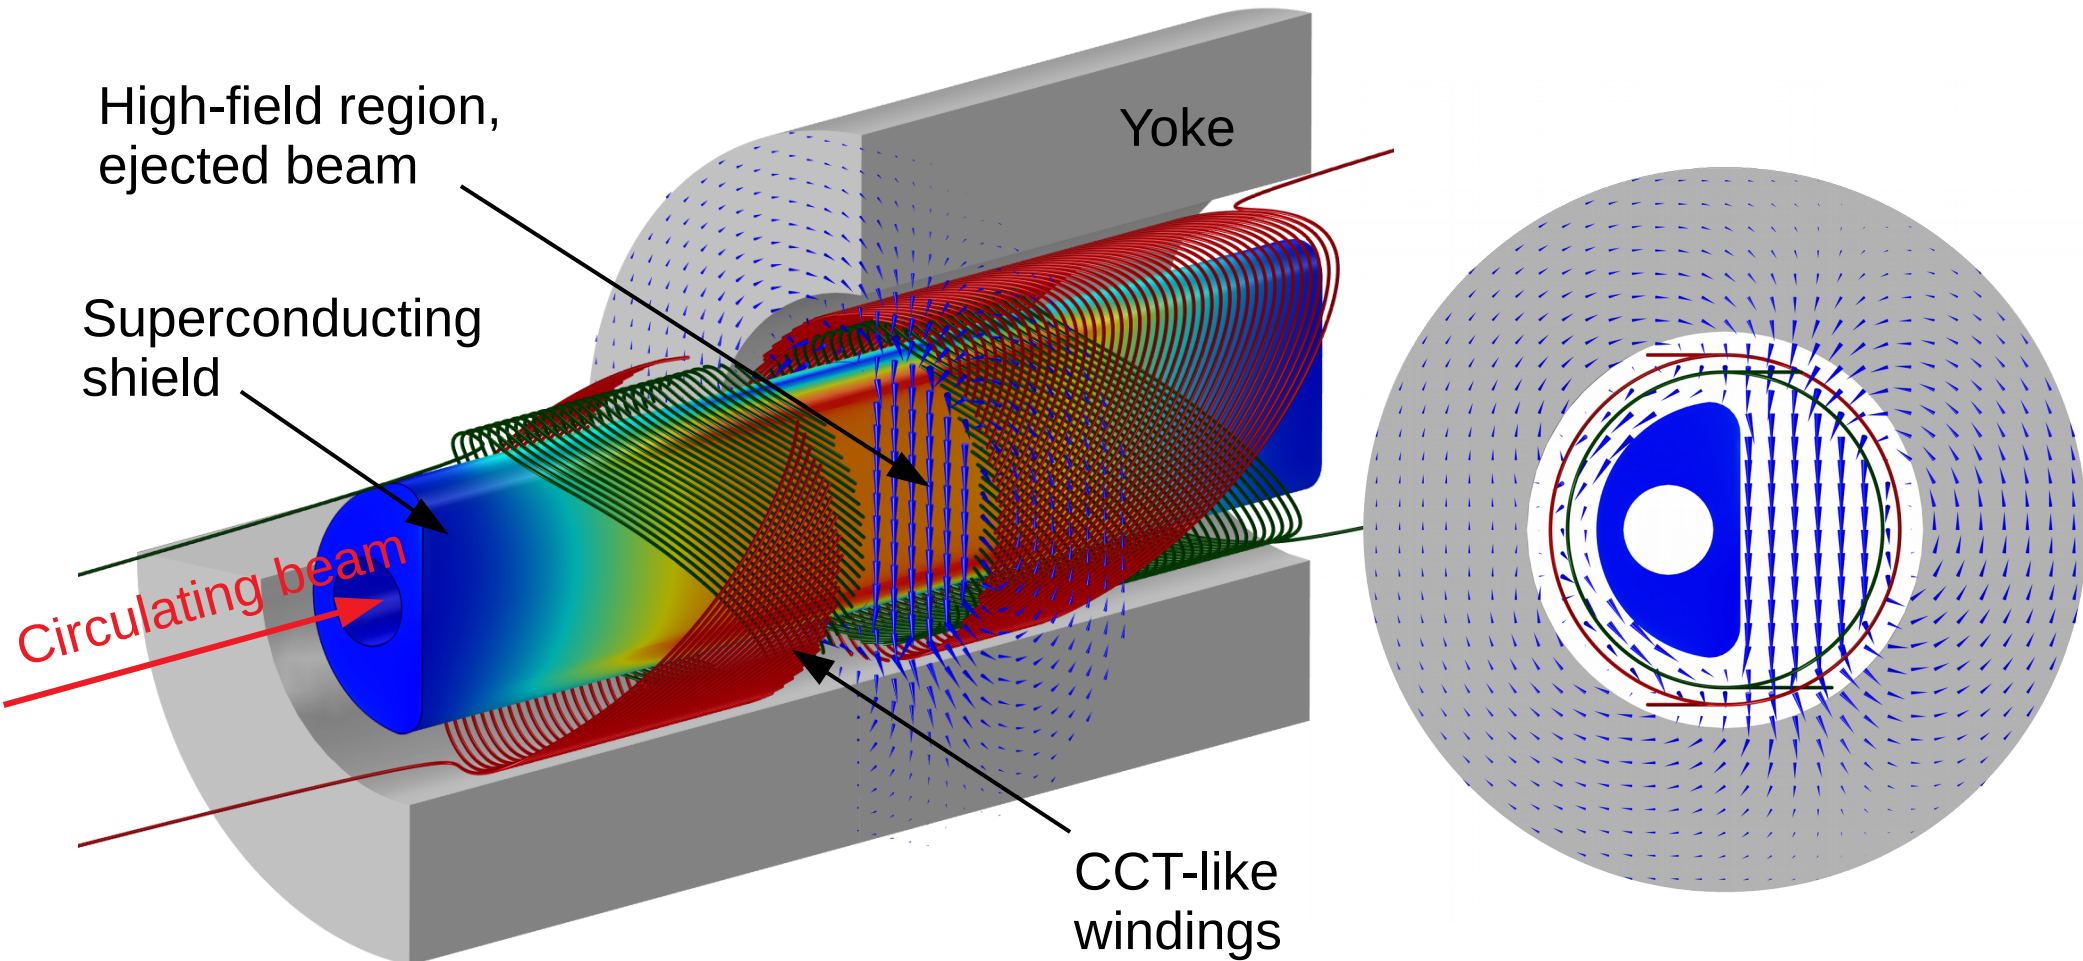 High-field region,
ejected beam
Yoke
Superconducting
shield
Circulating beam
CCT-like
windings